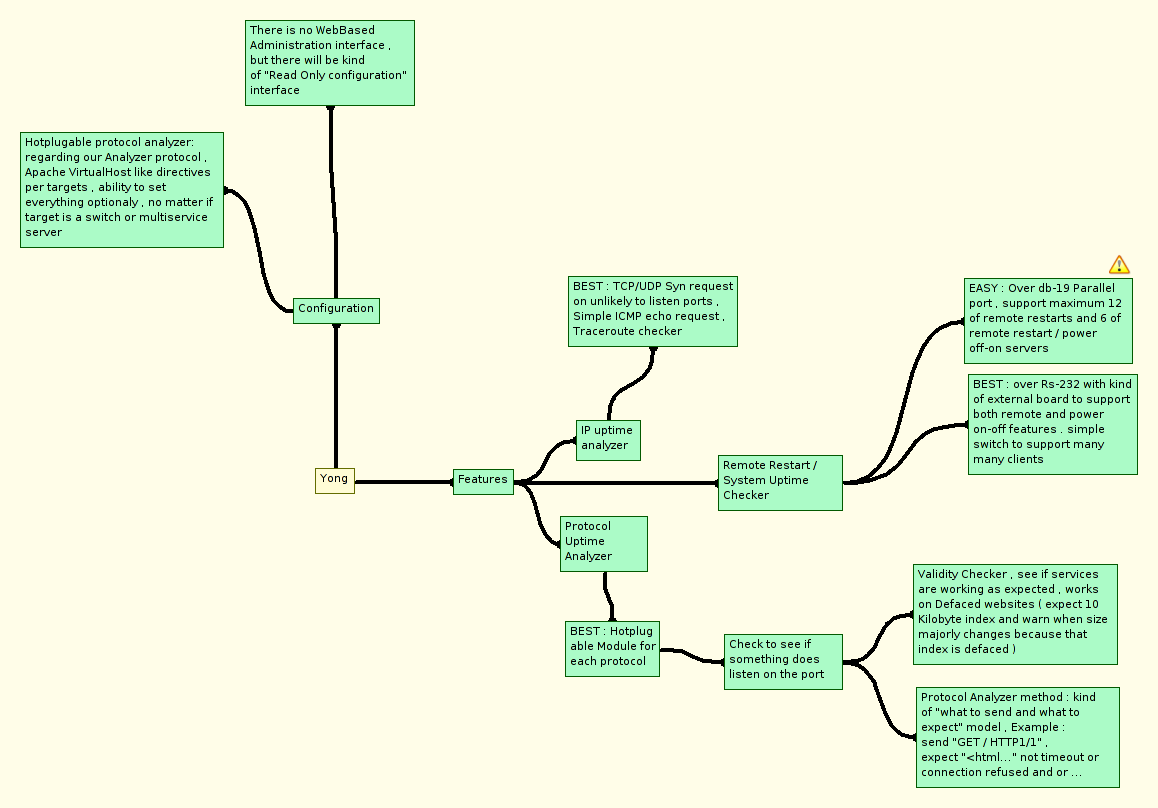 There is no WebBased
Administration interface ,
but there will be kind
of "Read Only configuration"
interface
Hotplugable protocol analyzer:
regarding our Analyzer protocol ,
Apache VirtualHost like directives
per targets , ability to set
everything optionaly , no matter if
target is a switch or multiservice
server
Configuration
BEST : TCP/UDP Syn request
on unlikely to listen ports ,
Simple ICMP echo request ,
Traceroute checker
EASY : Over db-19 Parallel
port , support maximum 12
of remote restarts and 6 of
remote restart / power
off-on servers
BEST : over Rs-232 with kind
of external board to support
both remote and power
on-off features . simple
switch to support many
many clients
IP uptime
analyzer
Remote Restart /
System Uptime
Checker
Yong
Features
Protocol
Uptime
Analyzer
BEST : Hotplug
able Module for
each protocol
Check to see if
something does
listen on the port
Validity Checker , see if services
are working as expected , works
on Defaced websites ( expect 10
Kilobyte index and warn when size
majorly changes because that
index is defaced )
Protocol Analyzer method : kind
of "what to send and what to
expect" model , Example :
send "GET / HTTP1/1" ,
expect "<html..." not timeout or
connection refused and or ...